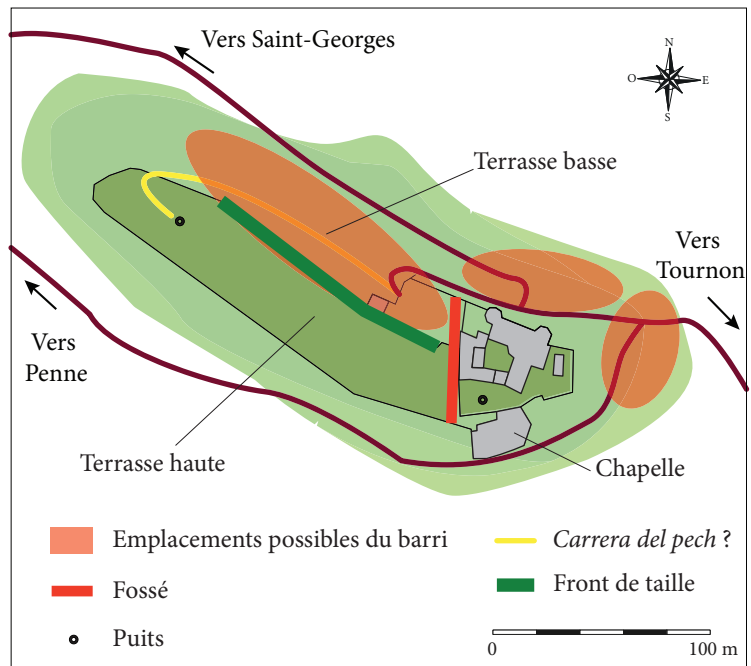 Vers Saint-Georges
N
O
E
S
Terrasse basse
Vers
Tournon
Vers
Penne
Terrasse haute
Chapelle
Emplacements possibles du barri
Carrera del pech ?
Fossé
Front de taille
Puits
0
100 m